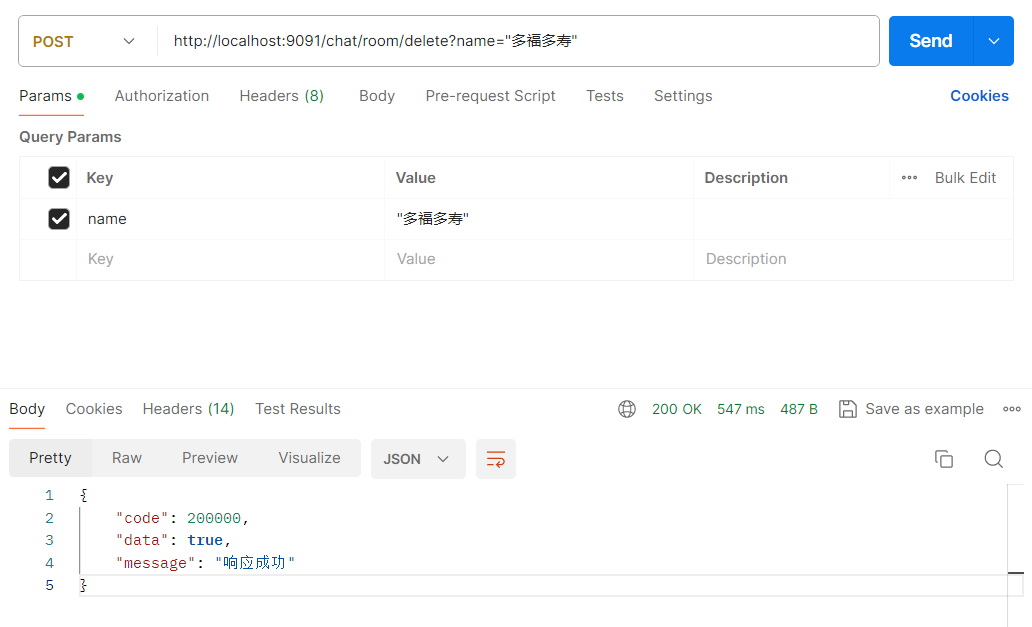 POST http://localhost:9091/chat/room/delete?name="多福多寿" Send
Params Authorization Headers (8) Body Pre-request Script Tests Settings Cookies
Query Params
Key Value Description Bulk Edit
name "多福多寿"
Key Value Description
Body Cookies Headers (14) Test Results 200 OK 547 ms 487 B Save as example
Pretty Raw Preview Visualize JSON
1 {
2 "code": 200000,
3 "data": true,
4 "message": "响应成功"
5 }